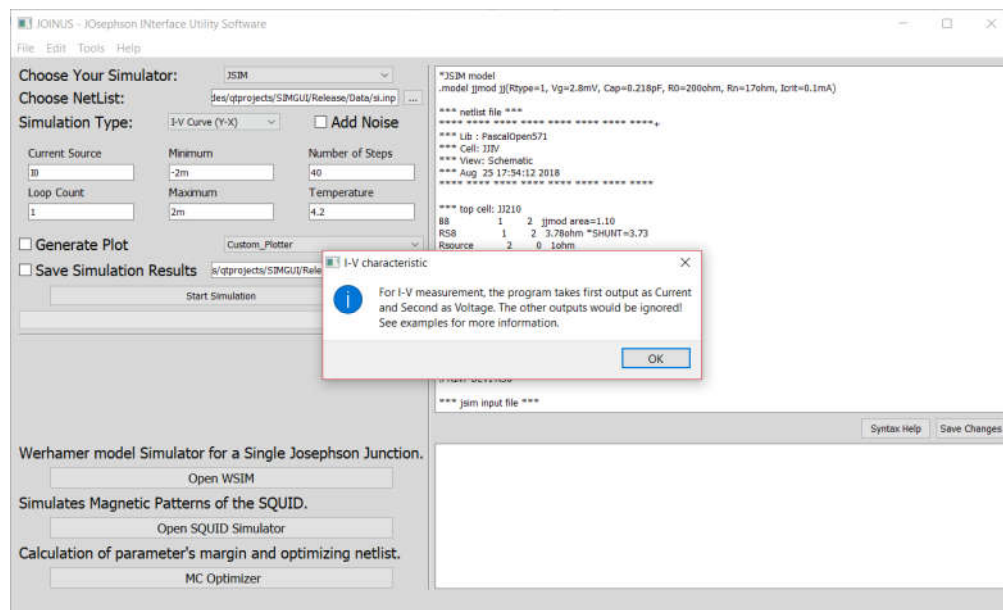 JOINUS - JOsephson INterface Utility Software
File Edit Tools Help
Choose Your Simulator: JSIM
Choose NetList: des/qtprojects/SIMGUI/Release/Data/si.inp ...
Simulation Type: I-V Curve (Y-X) Add Noise
Current Source Minimum Number of Steps
I0 -2m 40
Loop Count Maximum Temperature
1 2m 4.2
Generate Plot Custom_Plotter
Save Simulation Results s/qtprojects/SIMGUI/Rele
Start Simulation
Werhamer model Simulator for a Single Josephson Junction.
Open WSIM
Simulates Magnetic Patterns of the SQUID.
Open SQUID Simulator
Calculation of parameter's margin and optimizing netlist.
MC Optimizer
*JSIM model
.model jjmod jj(Rtype=1, Vg=2.8mV, Cap=0.218pF, R0=200ohm, Rn=17ohm, Icrit=0.1mA)
*** netlist file ***
**** **** **** **** **** **** **** ****+
*** Lib : PascalOpen571
*** Cell: JJIV
*** View: Schematic
*** Aug 25 17:54:12 2018
**** **** **** **** **** **** **** ****
*** top cell: JJ210
B8 1 2 jjmod area=1.10
RS8 1 2 3.78ohm *SHUNT=3.73
Rsource 2 0 1ohm
I-V characteristic
For I-V measurement, the program takes first output as Current
and Second as Voltage. The other outputs would be ignored!
See examples for more information.
OK
*** jsim input file ***
Syntax Help Save Changes